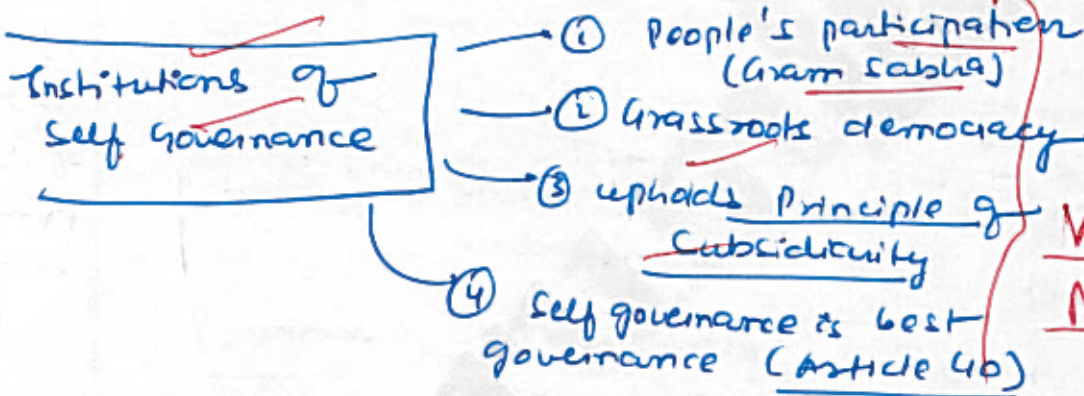 Institutions of
Self Governance
① People's participation
(Gram Sabha)
② Grassroots democracy
③ upholds Principle of
Subsidiarity
④ Self governance is best
governance (Article 40)